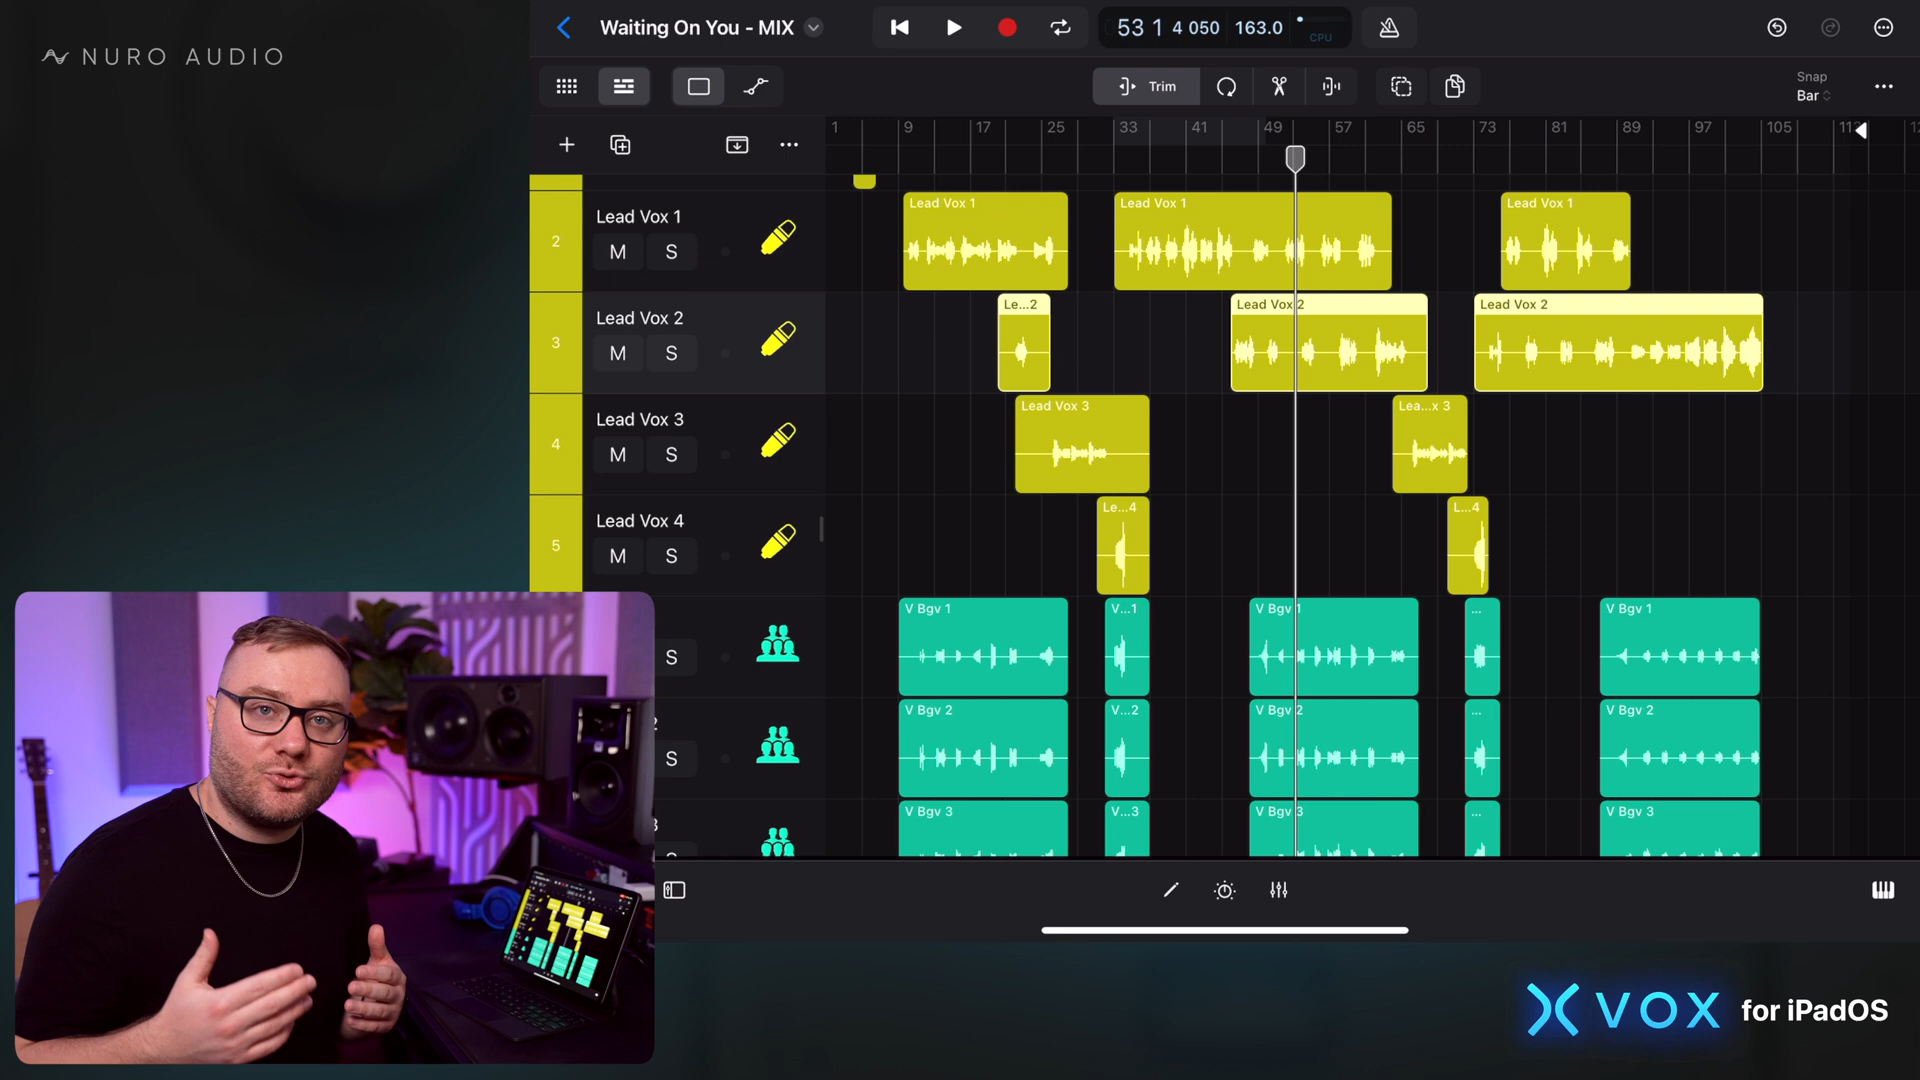 NURO AUDIO
Waiting On You - MIX
53 1 4 050 163.0 CPU
Trim
Snap
Bar
1 9 17 25 33 41 49 57 65 73 81 89 97 105 113
2 Lead Vox 1
M S
Lead Vox 1 Lead Vox 1 Lead Vox 1
3 Lead Vox 2
M S
Le...2 Lead Vox 2 Lead Vox 2
4 Lead Vox 3
M S
Lead Vox 3 Lea...x 3
5 Lead Vox 4
M S
Le...4 L...4
S
V Bgv 1 V...1 V Bgv 1 ... V Bgv 1
S
V Bgv 2 V...2 V Bgv 2 ... V Bgv 2
V Bgv 3 V...3 V Bgv 3 ... V Bgv 3
VOX for iPadOS